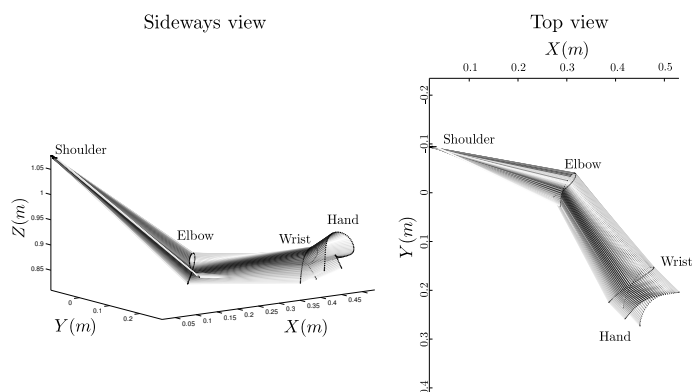 Sideways view
Shoulder
1.05
1
0.95
0.9
0.85
Z(m)
Elbow
Wrist
Hand
0
0.1
0.2
Y(m)
0.05
0.1
0.15
0.2
0.25
0.3
0.35
0.4
0.45
X(m)
Top view
X(m)
0.1
0.2
0.3
0.4
0.5
-0.2
-0.1
0
0.1
0.2
0.3
0.4
Y(m)
Shoulder
Elbow
Wrist
Hand